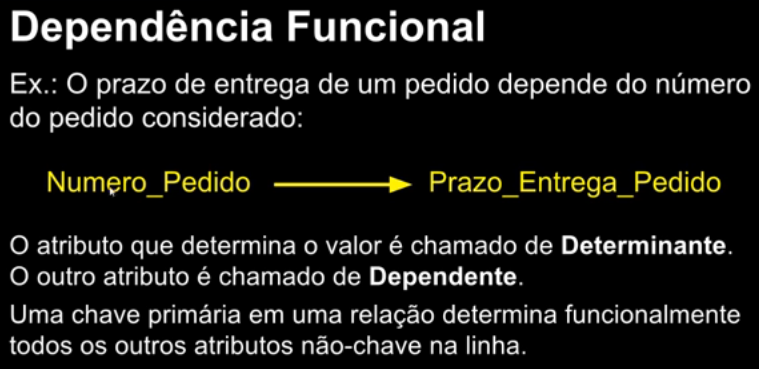 Dependência Funcional
Ex.: O prazo de entrega de um pedido depende do número
do pedido considerado:
Numero_Pedido Prazo_Entrega_Pedido
O atributo que determina o valor é chamado de Determinante.
O outro atributo é chamado de Dependente.
Uma chave primária em uma relação determina funcionalmente
todos os outros atributos não-chave na linha.